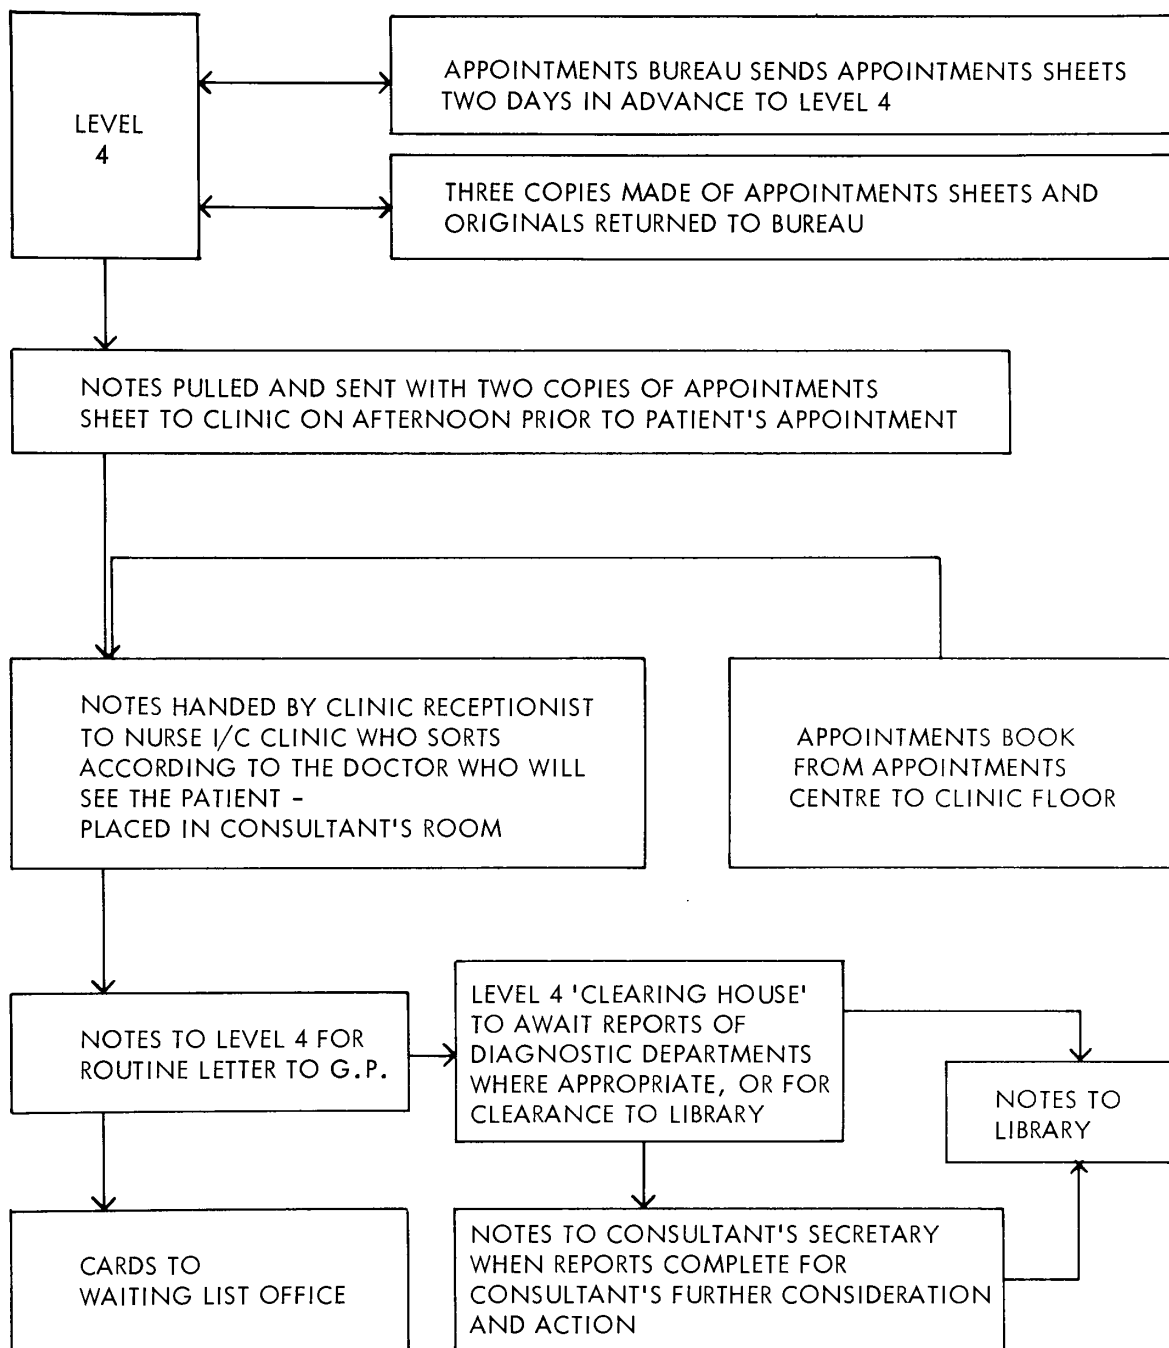 LEVEL
4
APPOINTMENTS BUREAU SENDS APPOINTMENTS SHEETS
TWO DAYS IN ADVANCE TO LEVEL 4
THREE COPIES MADE OF APPOINTMENTS SHEETS AND
ORIGINALS RETURNED TO BUREAU
NOTES PULLED AND SENT WITH TWO COPIES OF APPOINTMENTS
SHEET TO CLINIC ON AFTERNOON PRIOR TO PATIENT'S APPOINTMENT
NOTES HANDED BY CLINIC RECEPTIONIST
TO NURSE I/C CLINIC WHO SORTS
ACCORDING TO THE DOCTOR WHO WILL
SEE THE PATIENT -
PLACED IN CONSULTANT'S ROOM
APPOINTMENTS BOOK
FROM APPOINTMENTS
CENTRE TO CLINIC FLOOR
NOTES TO LEVEL 4 FOR
ROUTINE LETTER TO G.P.
LEVEL 4 'CLEARING HOUSE'
TO AWAIT REPORTS OF
DIAGNOSTIC DEPARTMENTS
WHERE APPROPRIATE, OR FOR
CLEARANCE TO LIBRARY
NOTES TO
LIBRARY
CARDS TO
WAITING LIST OFFICE
NOTES TO CONSULTANT'S SECRETARY
WHEN REPORTS COMPLETE FOR
CONSULTANT'S FURTHER CONSIDERATION
AND ACTION